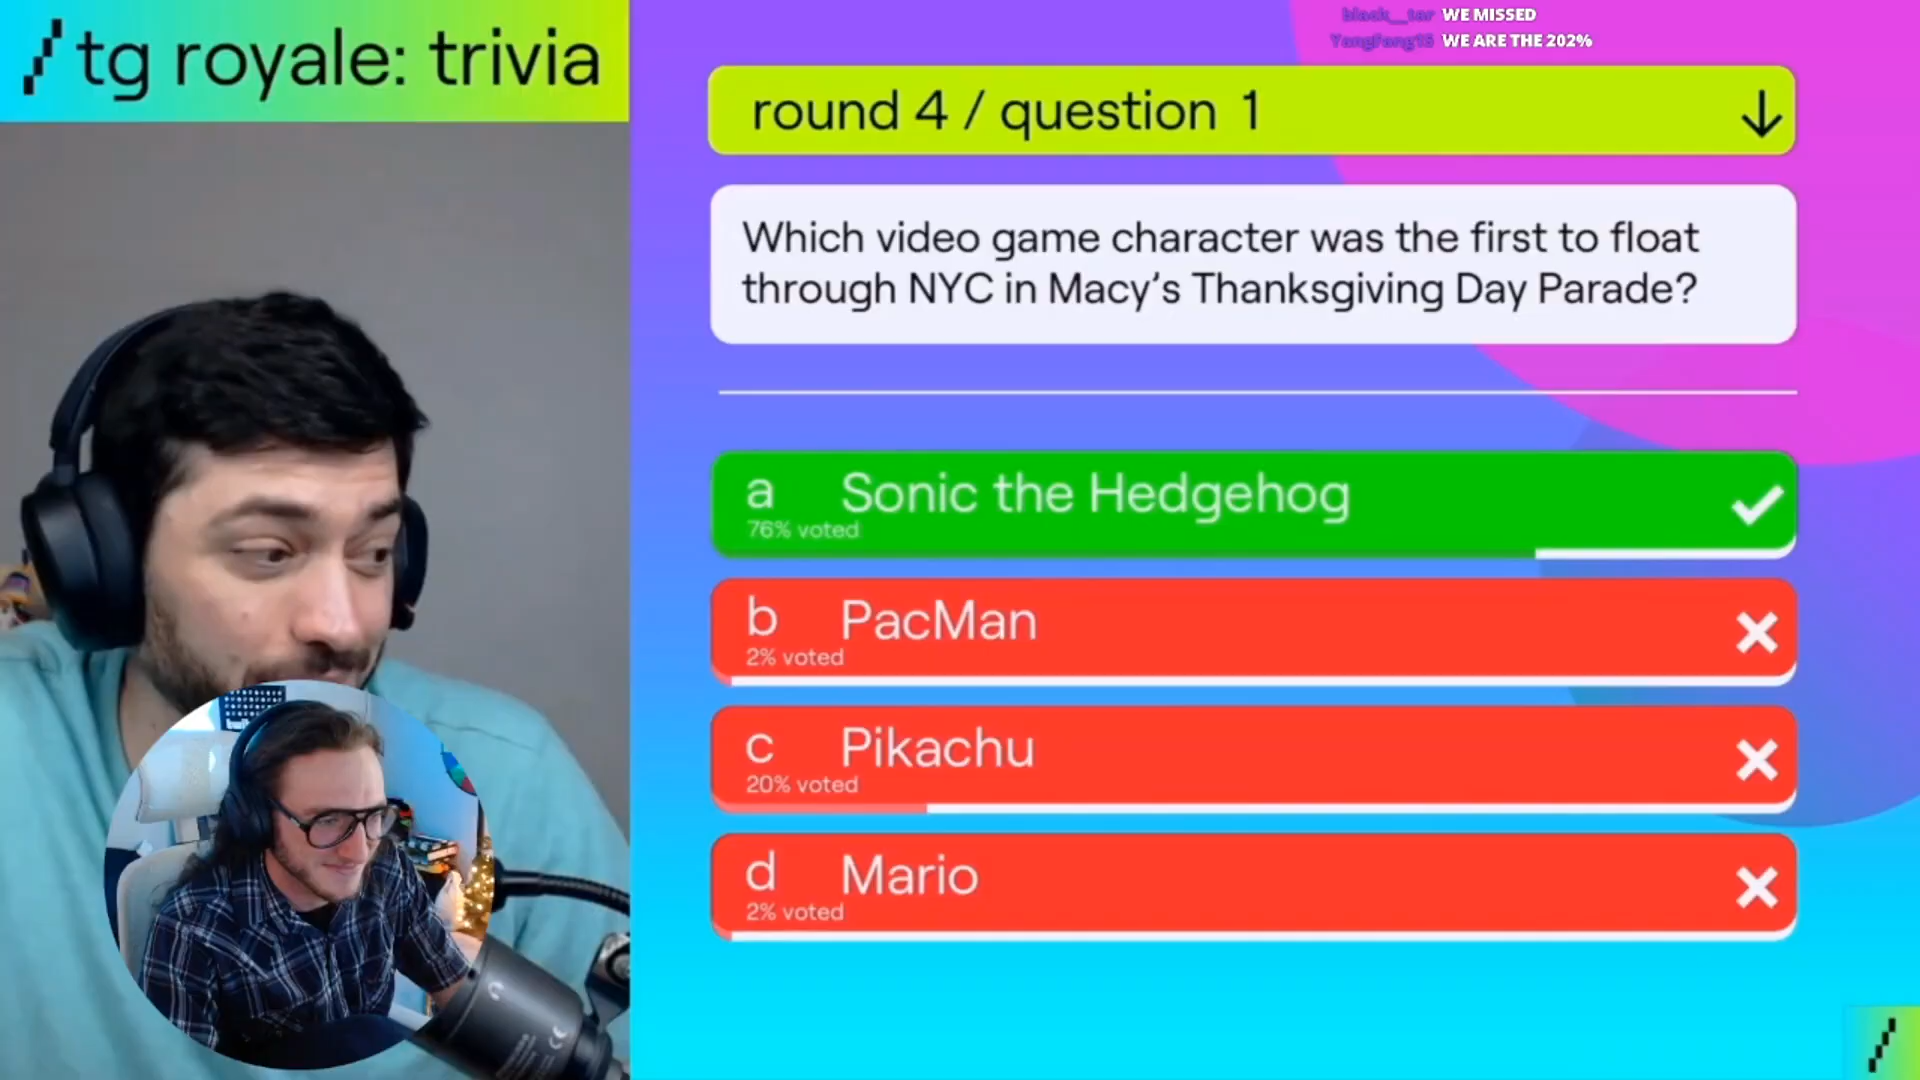 tg royale: trivia
black__tar WE MISSED
YangFang16 WE ARE THE 202%
round 4 / question 1
Which video game character was the first to float
through NYC in Macy's Thanksgiving Day Parade?
a Sonic the Hedgehog
76% voted
b PacMan
2% voted
c Pikachu
20% voted
d Mario
2% voted